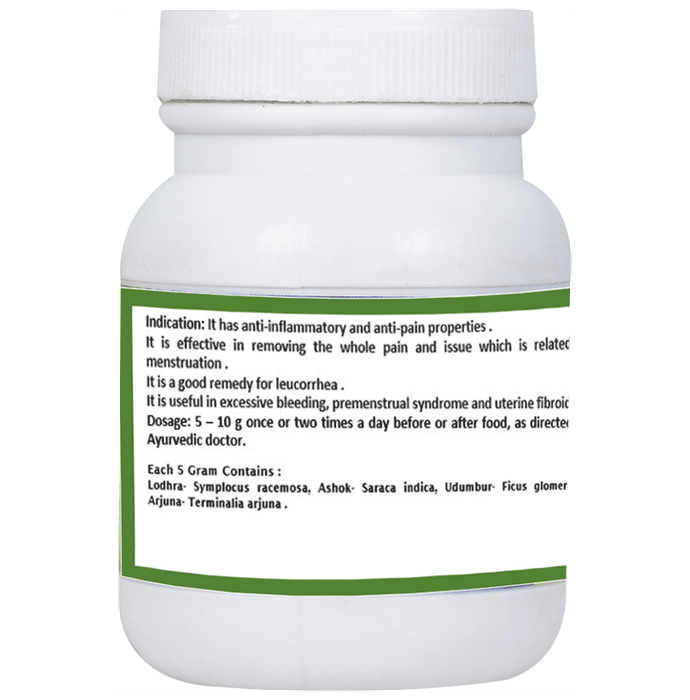 Indication: It has anti-inflammatory and anti-pain properties .
It is effective in removing the whole pain and issue which is related
menstruation .
It is a good remedy for leucorrhea .
It is useful in excessive bleeding, premenstrual syndrome and uterine fibroid
Dosage: 5 – 10 g once or two times a day before or after food, as directe
Ayurvedic doctor.
Each 5 Gram Contains :
Lodhra- Symplocus racemosa, Ashok- Saraca indica, Udumbur- Ficus glomer
Arjuna- Terminalia arjuna .